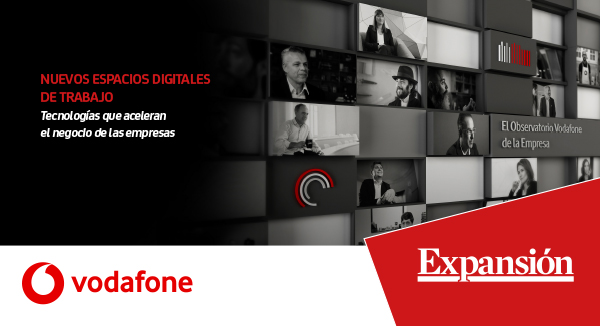 NUEVOS ESPACIOS DIGITALES
DE TRABAJO
Tecnologías que aceleran
el negocio de las empresas
El Observatorio Vodafone
de la Empresa
vodafone
Expansión